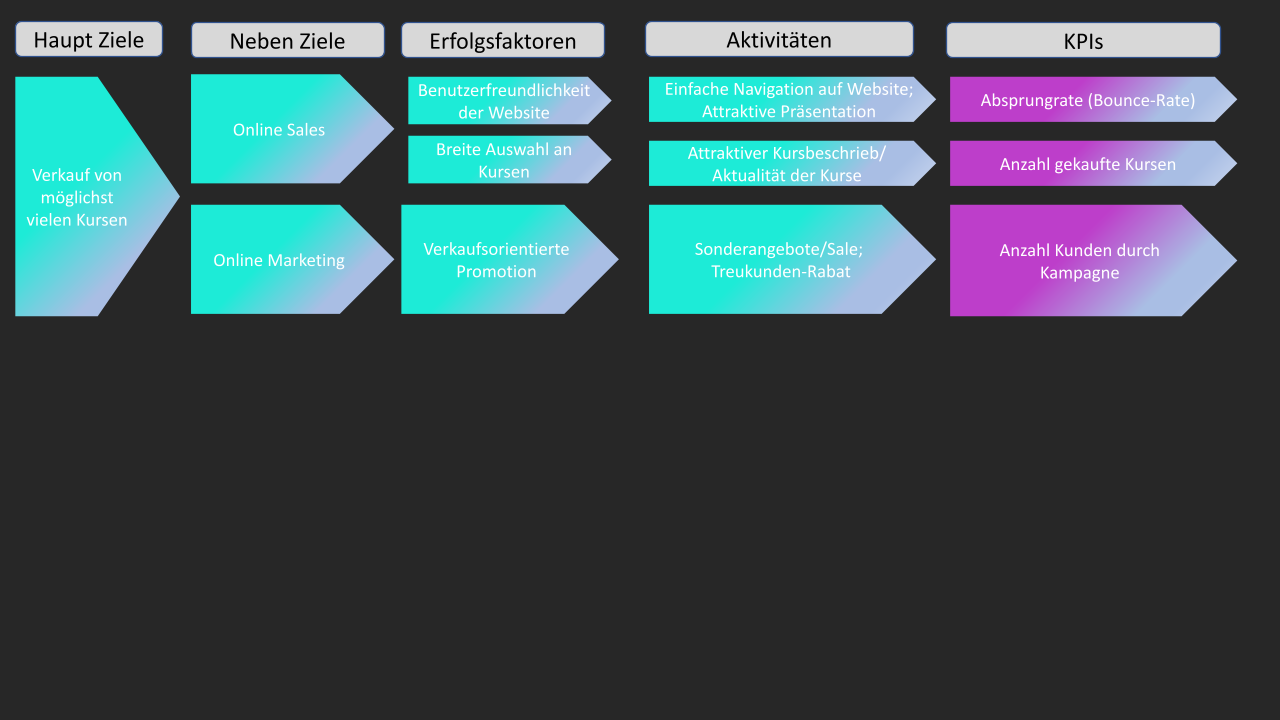 Haupt Ziele
Neben Ziele
Erfolgsfaktoren
Aktivitäten
KPIs
Verkauf von
möglichst
vielen Kursen
Online Sales
Benutzerfreundlichkeit
der Website
Einfache Navigation auf Website;
Attraktive Präsentation
Absprungrate (Bounce-Rate)
Breite Auswahl an
Kursen
Attraktiver Kursbeschrieb/
Aktualität der Kurse
Anzahl gekaufte Kursen
Online Marketing
Verkaufsorientierte
Promotion
Sonderangebote/Sale;
Treukunden-Rabat
Anzahl Kunden durch
Kampagne